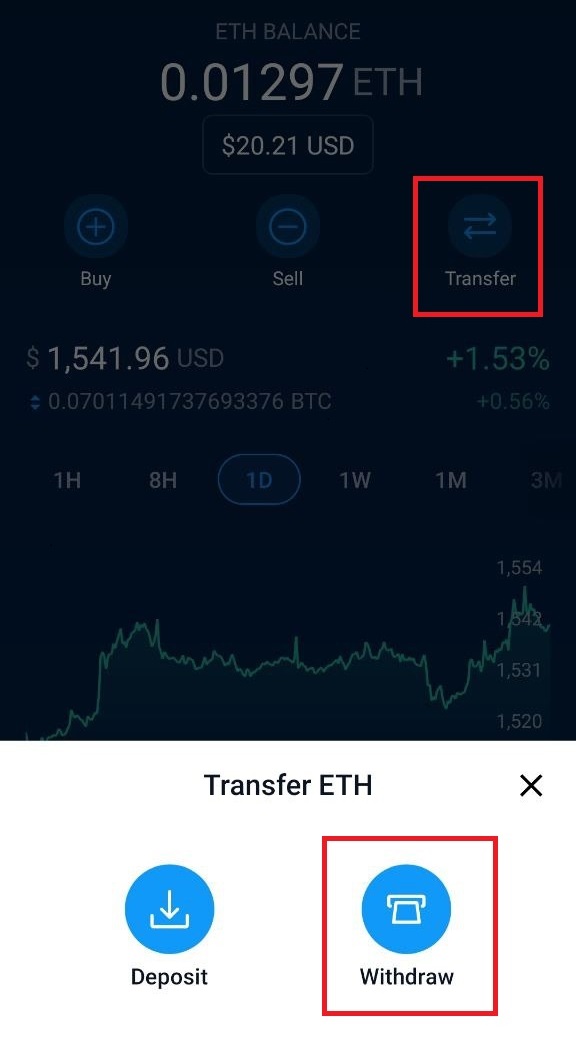 ETH BALANCE
0.01297 ETH
$20.21 USD
Buy
Sell
Transfer
$ 1,541.96 USD
+1.53%
0.07011491737693376 BTC
+0.56%
1H
8H
1D
1W
1M
3M
1,554
1,542
1,531
1,520
Transfer ETH
Deposit
Withdraw